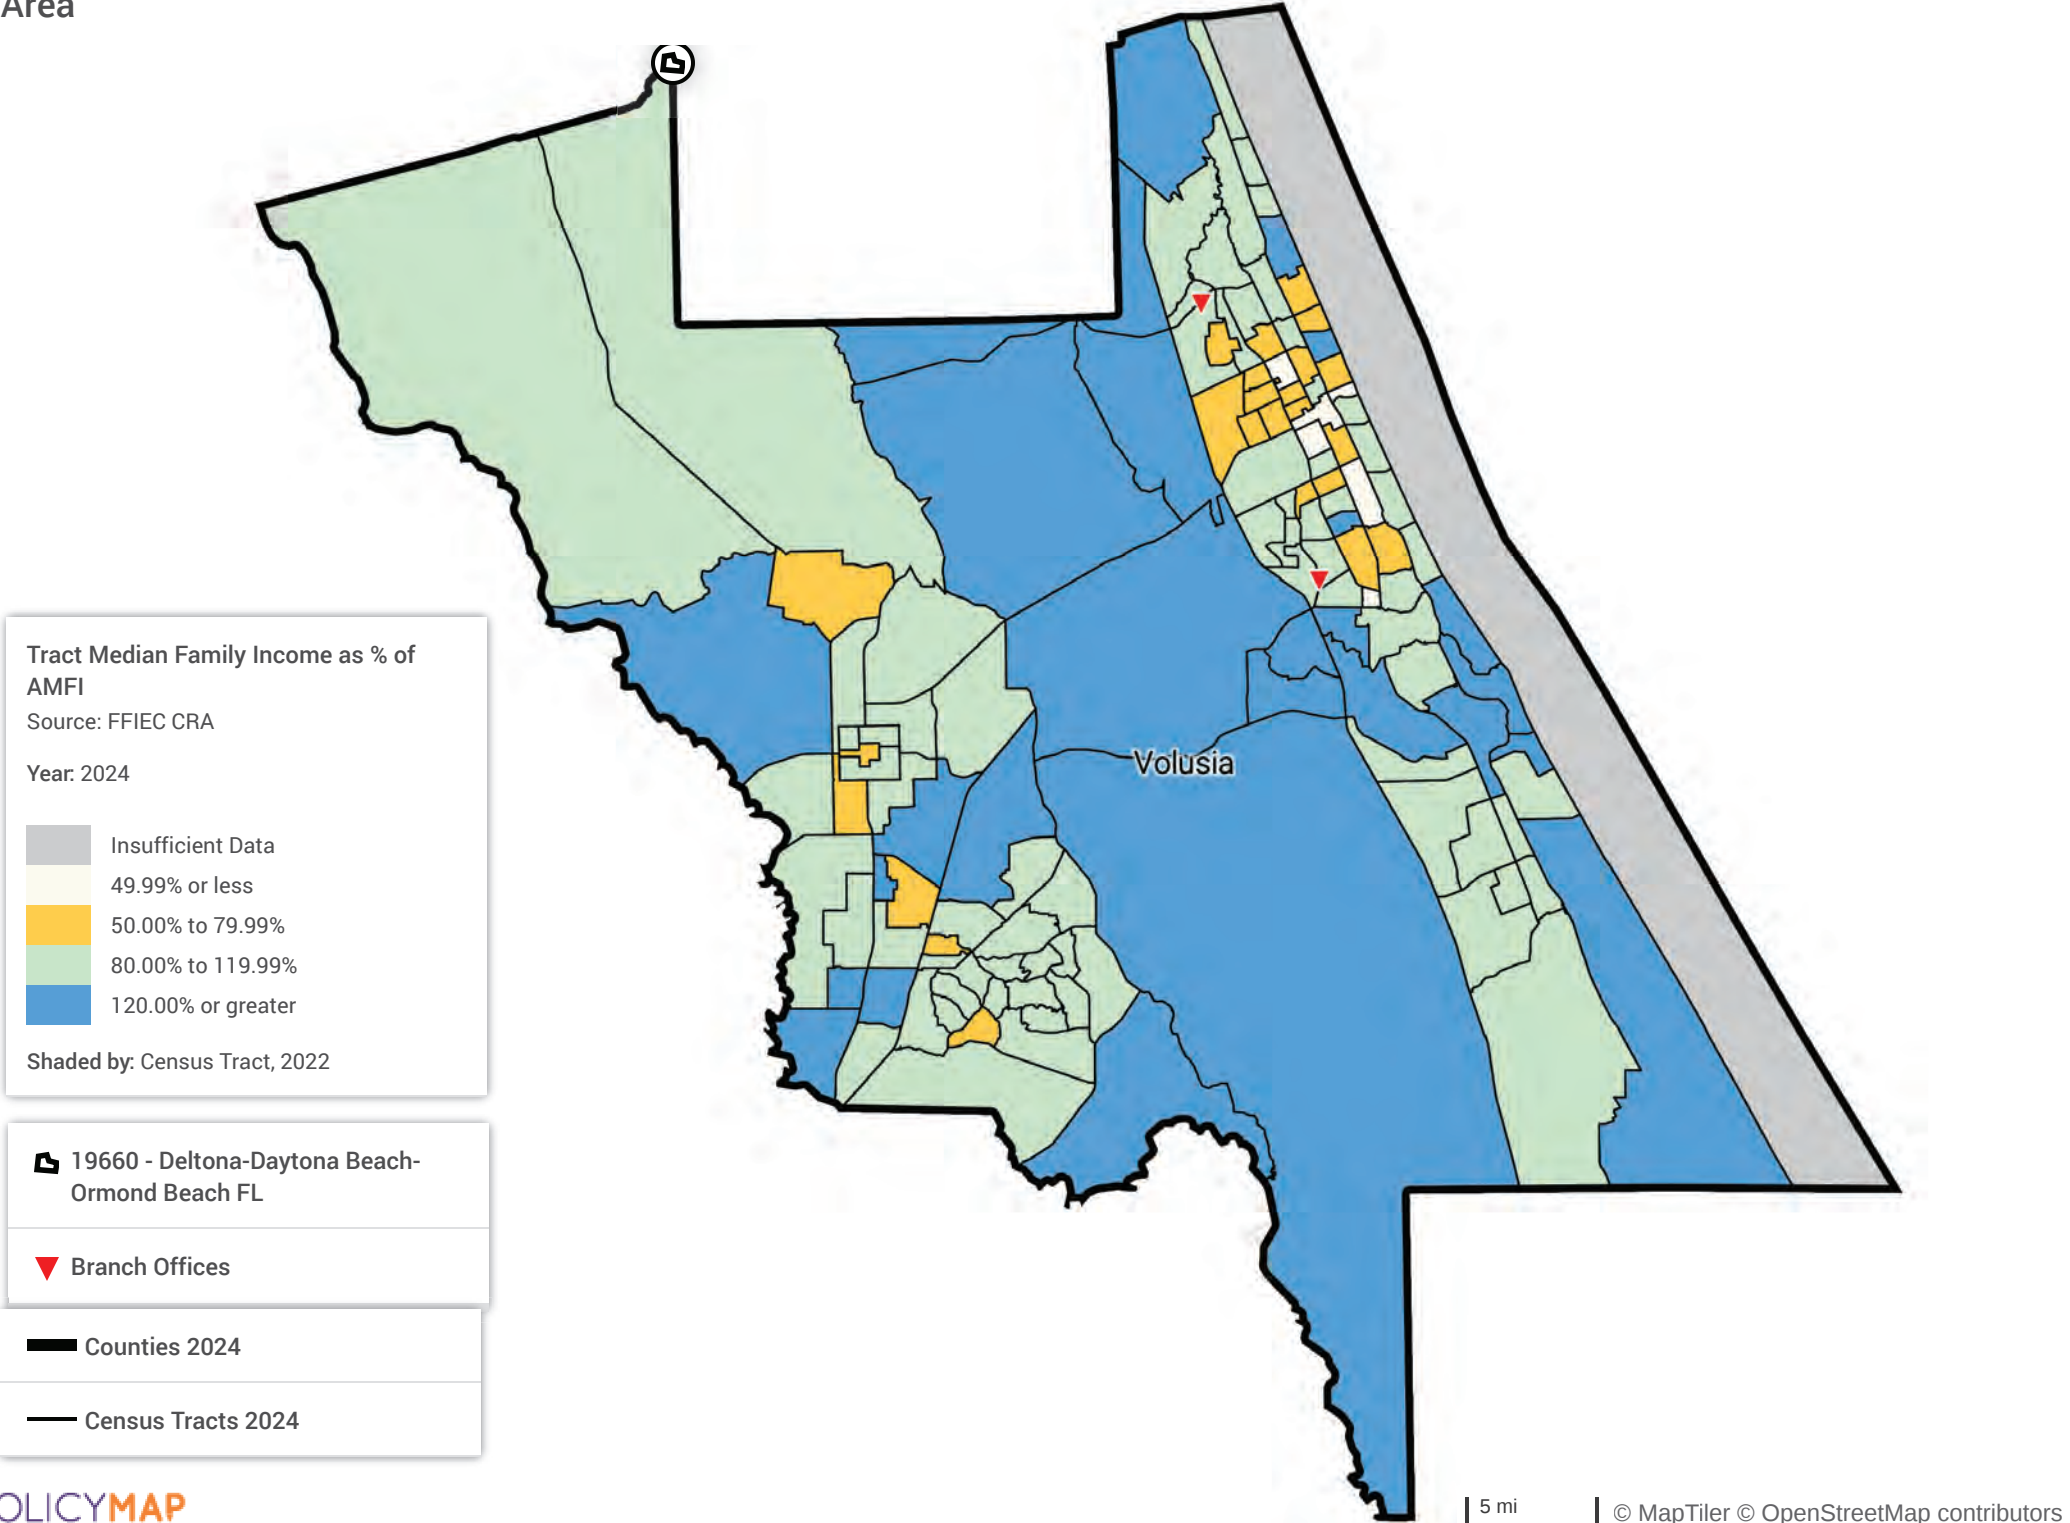 Area
Volusia
Tract Median Family Income as % of
AMFI
Source: FFIEC CRA
Year: 2024
Insufficient Data
49.99% or less
50.00% to 79.99%
80.00% to 119.99%
120.00% or greater
Shaded by: Census Tract, 2022
19660 - Deltona-Daytona Beach-
Ormond Beach FL
Branch Offices
Counties 2024
Census Tracts 2024
OLICYMAP
5 mi
© MapTiler © OpenStreetMap contributors